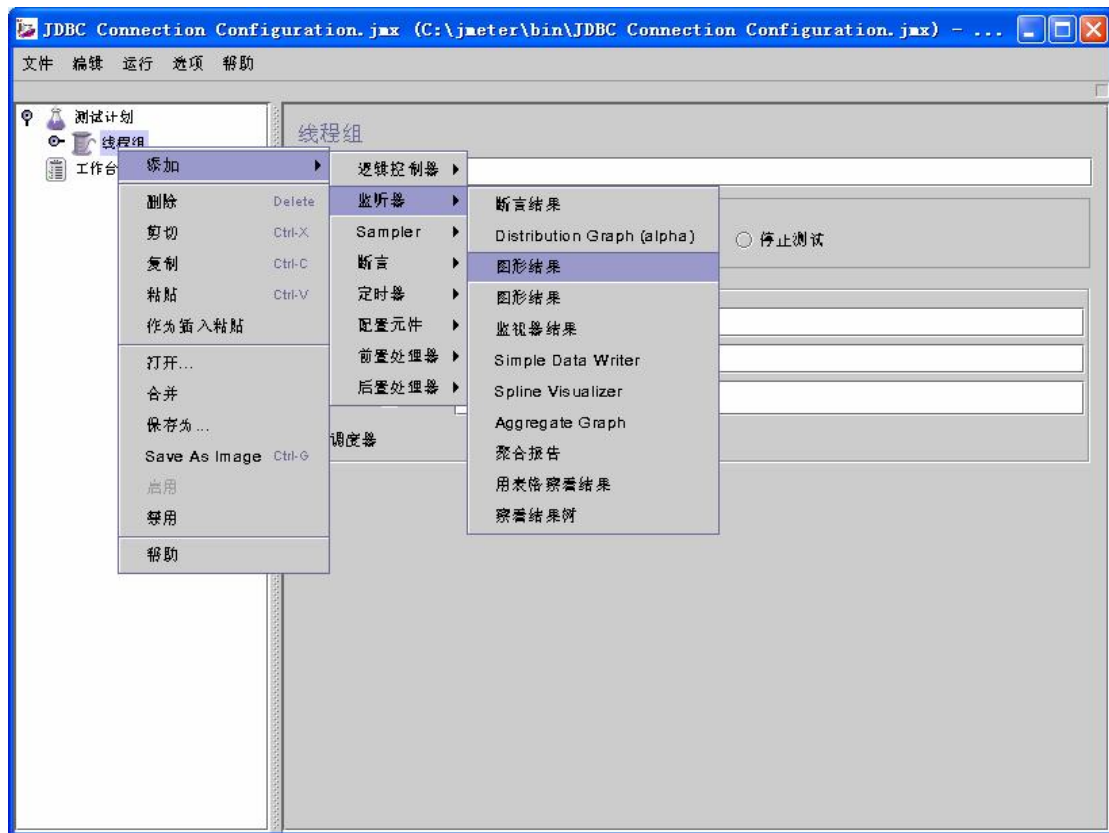 JDBC Connection Configuration.jmx (C:\jmeter\bin\JDBC Connection Configuration.jmx) - ...
文件 编辑 运行 选项 帮助
测试计划
线程组
工作台
线程组
添加
删除 Delete
剪切 Ctrl-X
复制 Ctrl-C
粘贴 Ctrl-V
作为插入粘贴
打开...
合并
保存为 ...
Save As Image Ctrl-G
启用
禁用
帮助
逻辑控制器
监听器
Sampler
断言
定时器
配置元件
前置处理器
后置处理器
断言结果
Distribution Graph (alpha)
图形结果
图形结果
监视器结果
Simple Data Writer
Spline Visualizer
Aggregate Graph
聚合报告
用表格察看结果
察看结果树
停止测试
调度器